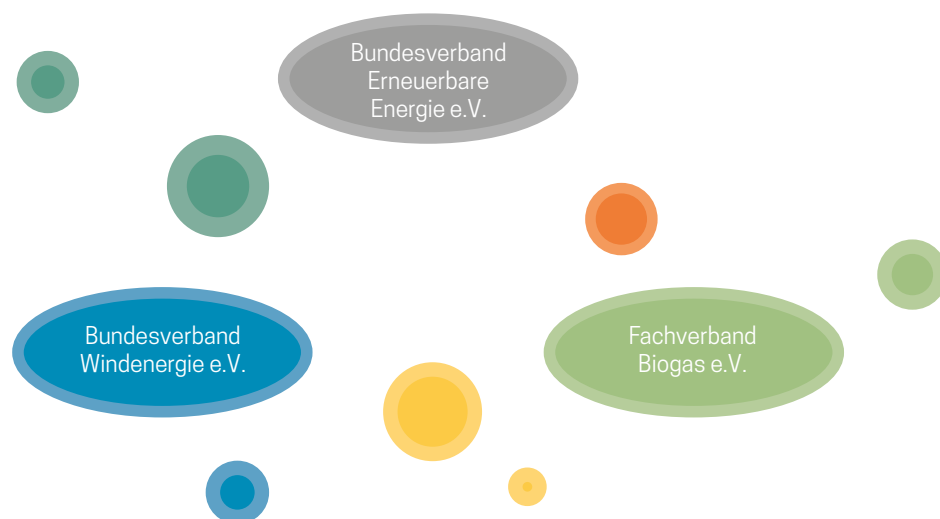 Bundesverband
Erneuerbare
Energie e.V.
Bundesverband
Windenergie e.V.
Fachverband
Biogas e.V.